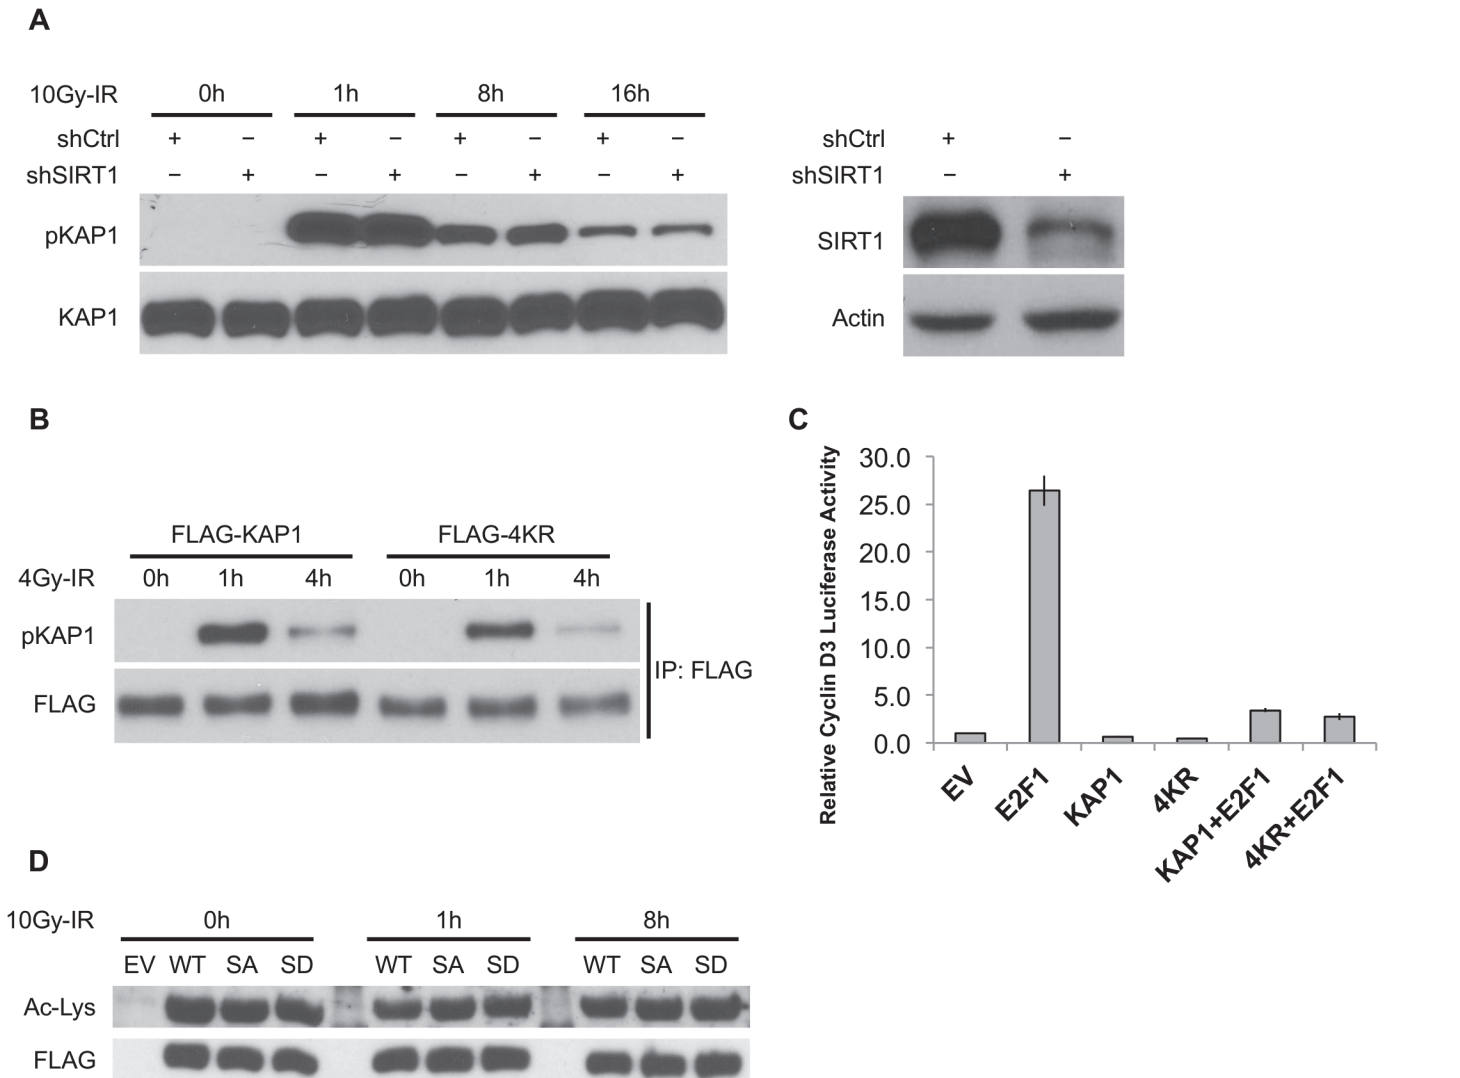 A
10Gy-IR 0h 1h 8h 16h
shCtrl + − + − + − + −
shSIRT1 − + − + − + − +
pKAP1
KAP1
shCtrl + −
shSIRT1 − +
SIRT1
Actin
B
FLAG-KAP1 FLAG-4KR
4Gy-IR 0h 1h 4h 0h 1h 4h
pKAP1
FLAG
IP: FLAG
C
Relative Cyclin D3 Luciferase Activity
30.0
25.0
20.0
15.0
10.0
5.0
0.0
EV E2F1 KAP1 4KR KAP1+E2F1 4KR+E2F1
D
10Gy-IR 0h 1h 8h
EV WT SA SD WT SA SD WT SA SD
Ac-Lys
FLAG